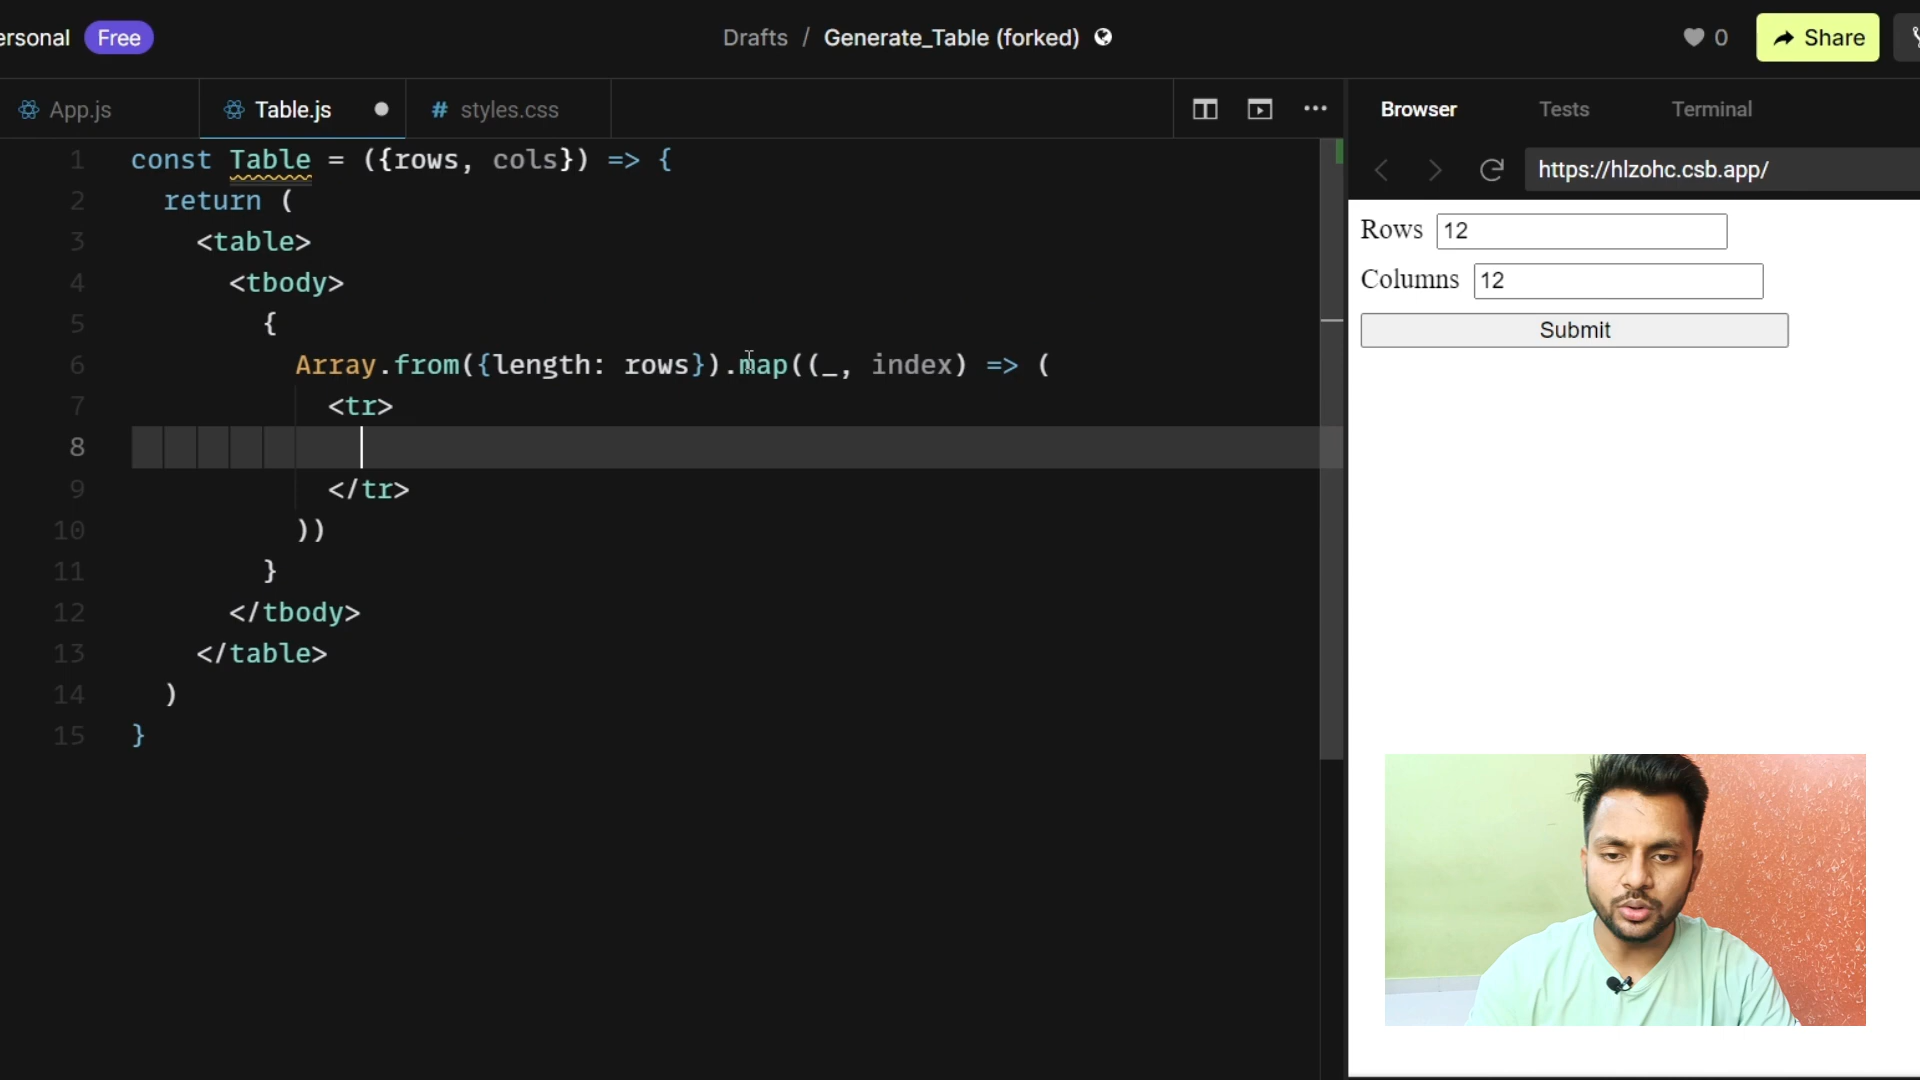 ersonal Free
Drafts / Generate_Table (forked)
0
Share
App.js
Table.js
# styles.css
Browser
Tests
Terminal
https://hlzohc.csb.app/
1 const Table = ({rows, cols}) => {
2 return (
3 <table>
4 <tbody>
5 {
6 Array.from({length: rows}).map((_, index) => (
7 <tr>
8
9 </tr>
10 ))
11 }
12 </tbody>
13 </table>
14 )
15 }
Rows 12
Columns 12
Submit